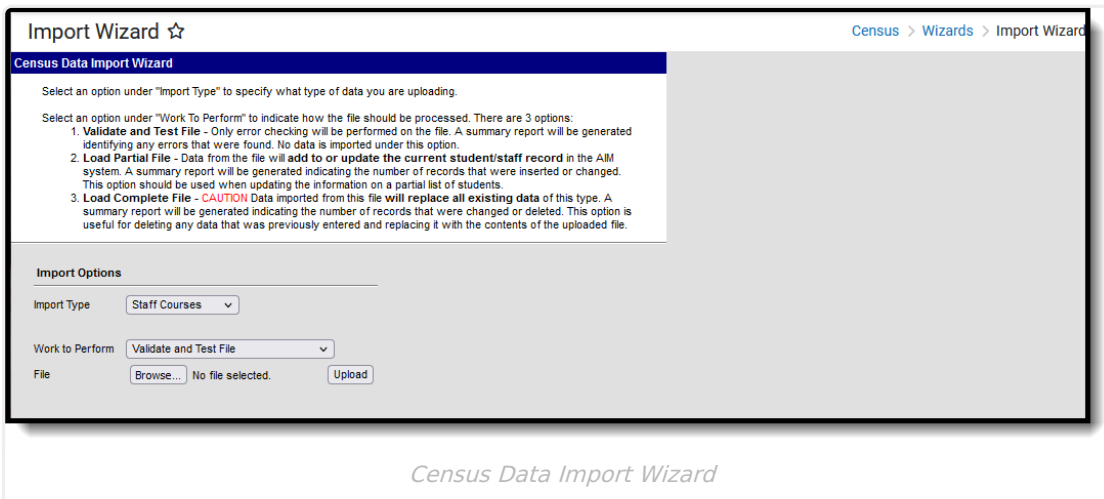 Import Wizard ☆
Census > Wizards > Import Wizard
Census Data Import Wizard
Select an option under "Import Type" to specify what type of data you are uploading.
Select an option under "Work To Perform" to indicate how the file should be processed. There are 3 options:
1. Validate and Test File - Only error checking will be performed on the file. A summary report will be generated
identifying any errors that were found. No data is imported under this option.
2. Load Partial File - Data from the file will add to or update the current student/staff record in the AIM
system. A summary report will be generated indicating the number of records that were inserted or changed.
This option should be used when updating the information on a partial list of students.
3. Load Complete File - CAUTION Data imported from this file will replace all existing data of this type. A
summary report will be generated indicating the number of records that were changed or deleted. This option is
useful for deleting any data that was previously entered and replacing it with the contents of the uploaded file.
Import Options
Import Type Staff Courses
Work to Perform Validate and Test File
File Browse... No file selected. Upload
Census Data Import Wizard